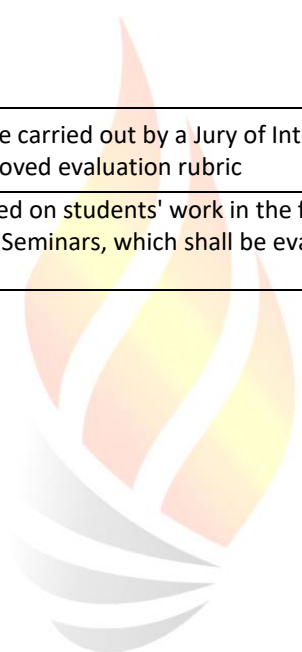 e carried out by a Jury of Int
oved evaluation rubric
ed on students' work in the f
Seminars, which shall be eva